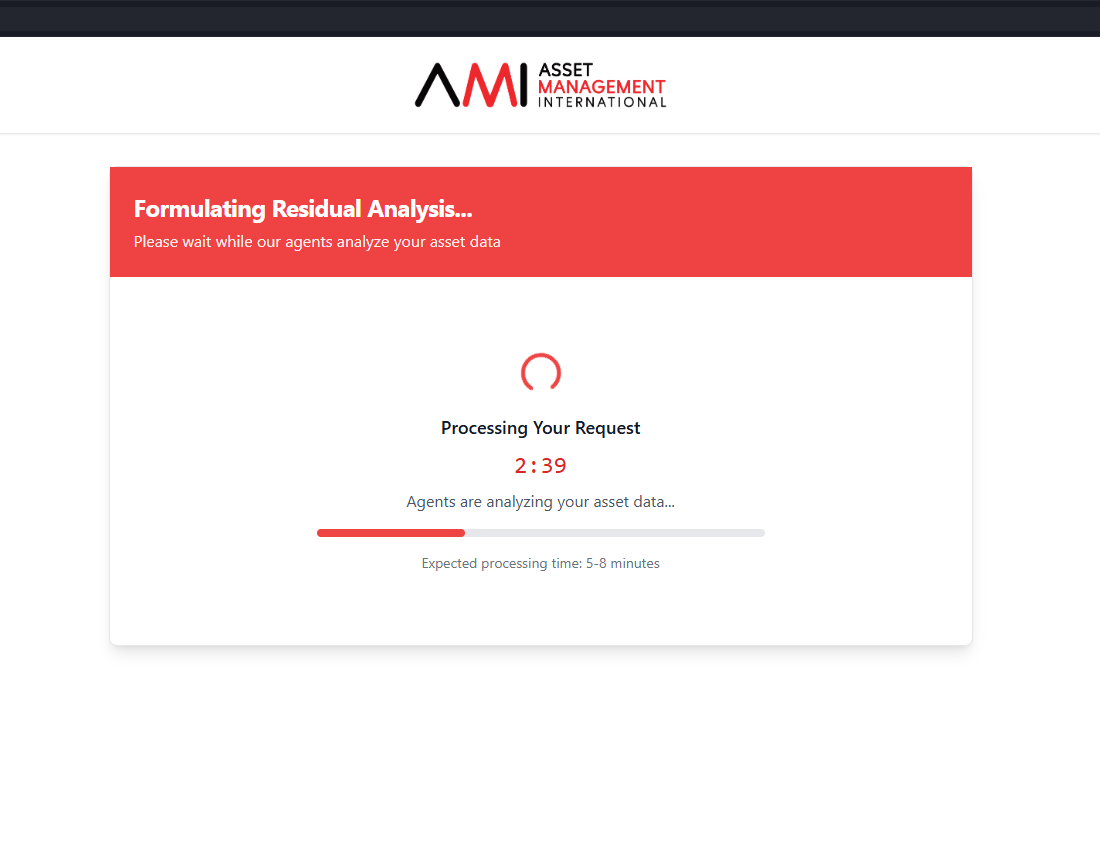 AMI ASSET
MANAGEMENT
INTERNATIONAL
Formulating Residual Analysis...
Please wait while our agents analyze your asset data
Processing Your Request
2:39
Agents are analyzing your asset data...
Expected processing time: 5-8 minutes